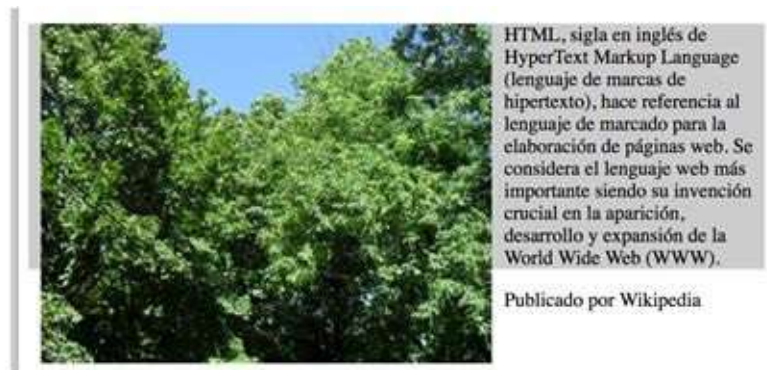 HTML, sigla en inglés de
HyperText Markup Language
(lenguaje de marcas de
hipertexto), hace referencia al
lenguaje de marcado para la
elaboración de páginas web. Se
considera el lenguaje web más
importante siendo su invención
crucial en la aparición,
desarrollo y expansión de la
World Wide Web (WWW).
Publicado por Wikipedia